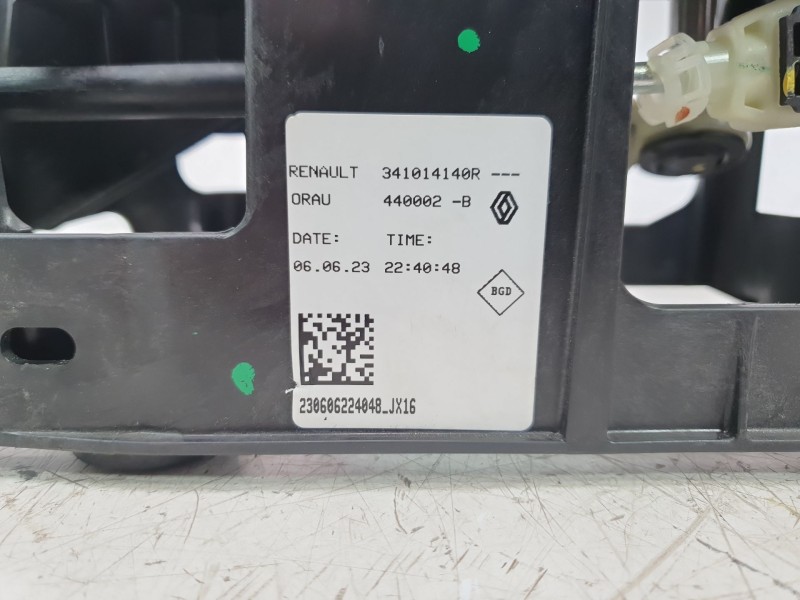 RENAULT 341014140R ---
ORAU 440002 -B
DATE: TIME:
06.06.23 22:40:48
BGD
230606224048_JX16